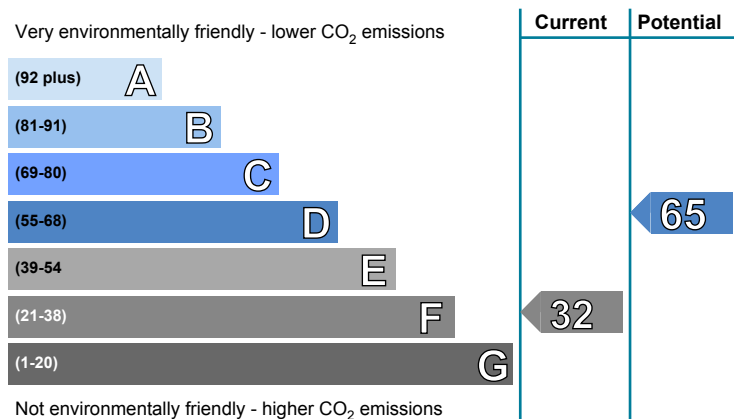 Current Potential
Very environmentally friendly - lower CO₂ emissions
(92 plus) A
(81-91) B
(69-80) C
(55-68) D
65
(39-54 E
(21-38) F
32
(1-20) G
Not environmentally friendly - higher CO₂ emissions